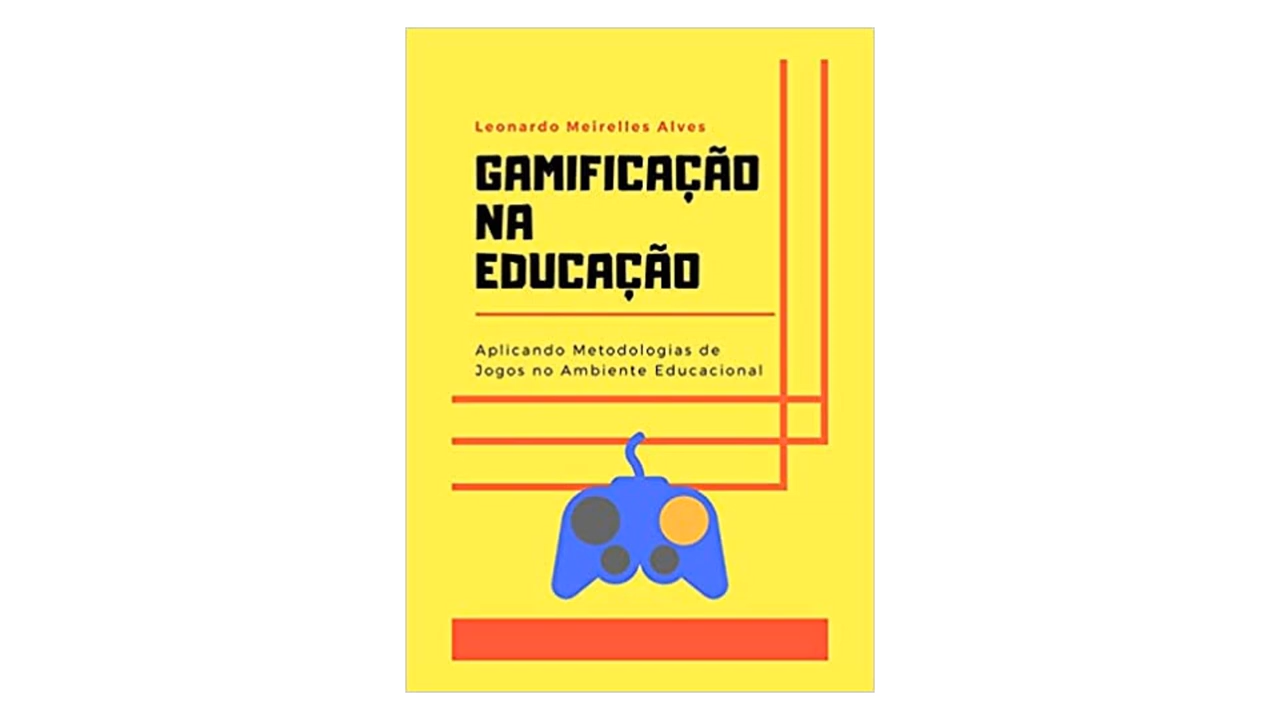 Leonardo Meirelles Alves
GAMIFICAÇÃO
NA
EDUCAÇÃO
Aplicando Metodologias de
Jogos no Ambiente Educacional